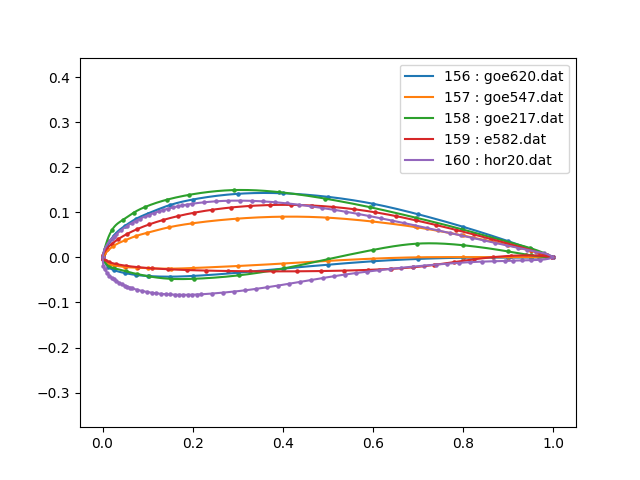 156 : goe620.dat
157 : goe547.dat
158 : goe217.dat
159 : e582.dat
160 : hor20.dat
0.4
0.3
0.2
0.1
0.0
−0.1
−0.2
−0.3
0.0 0.2 0.4 0.6 0.8 1.0